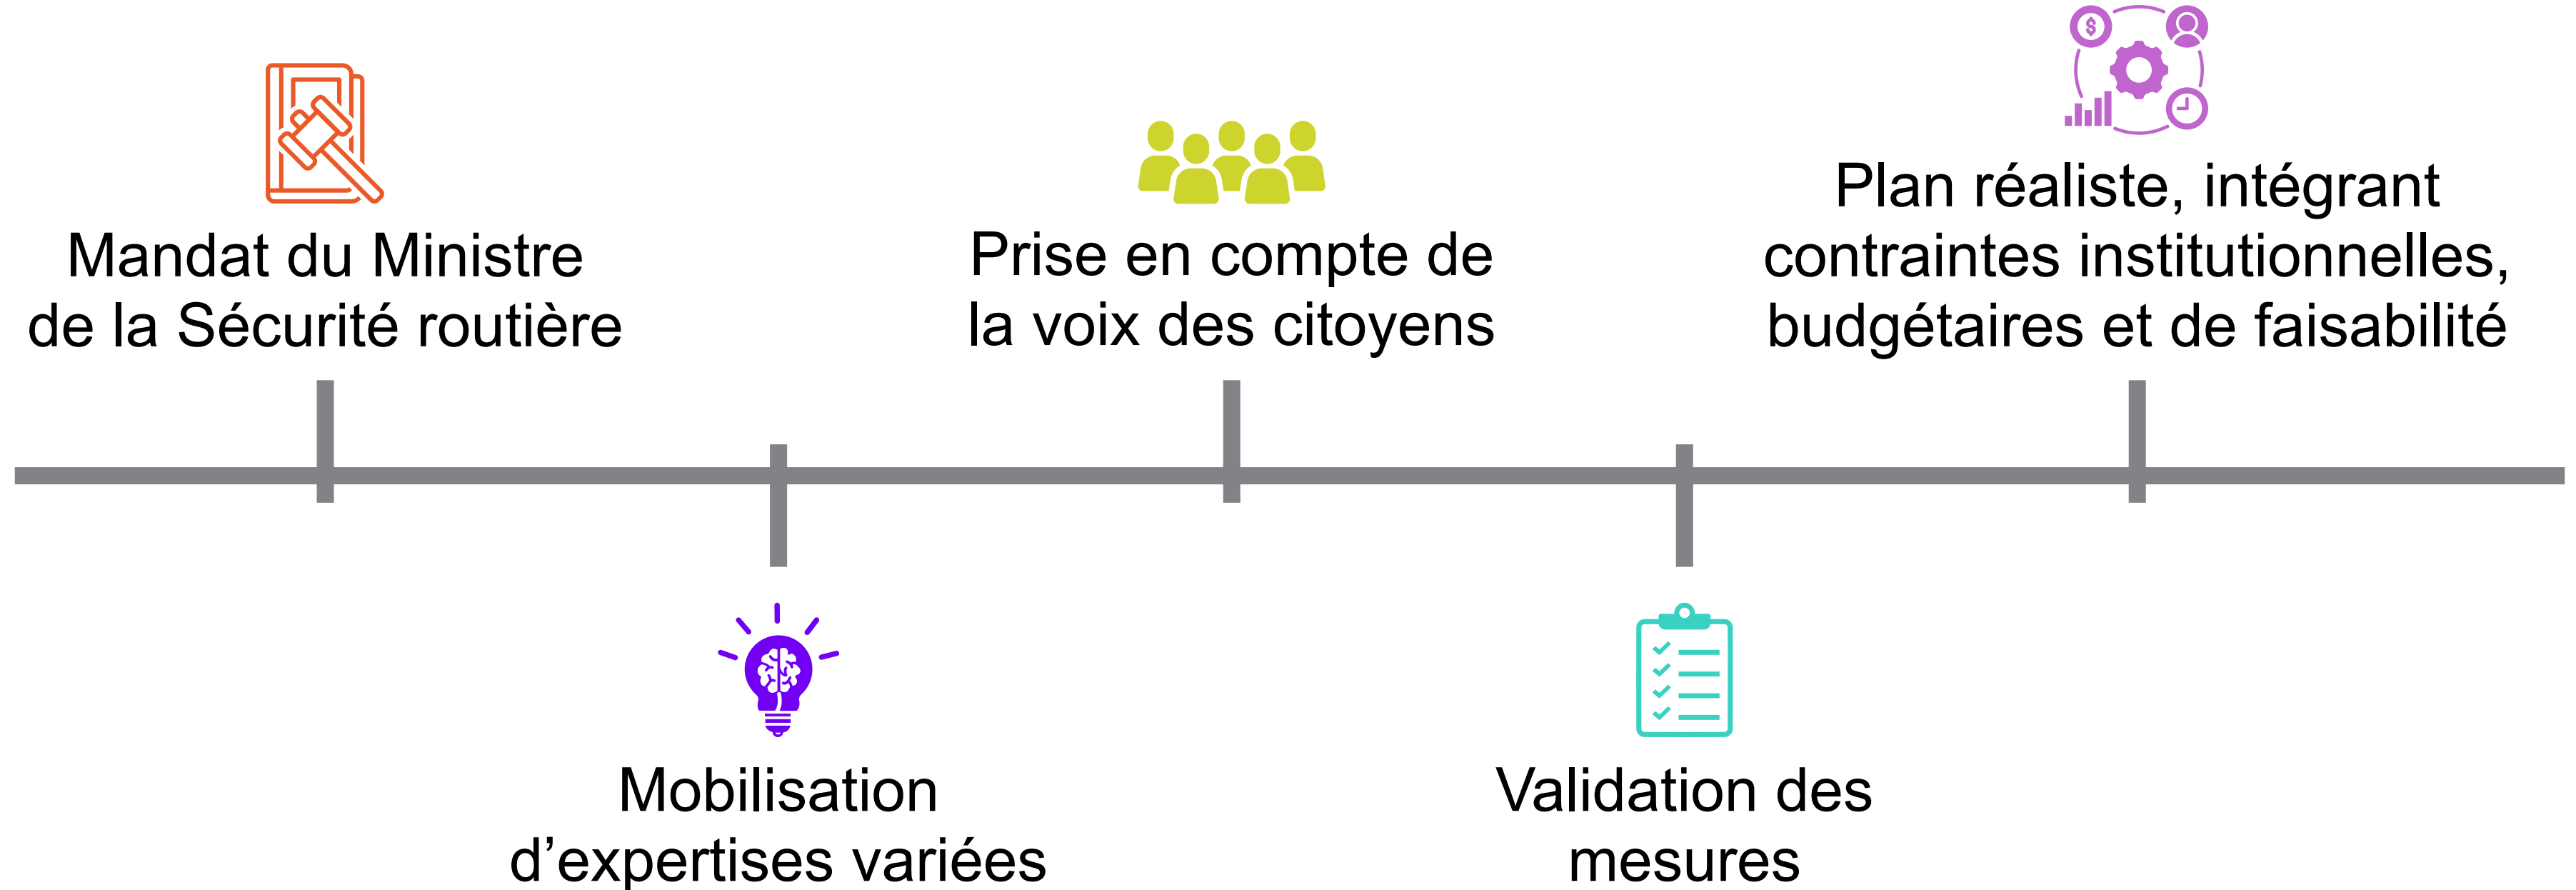 Mandat du Ministre
de la Sécurité routière
Mobilisation
d’expertises variées
Prise en compte de
la voix des citoyens
Validation des
mesures
$
Plan réaliste, intégrant
contraintes institutionnelles,
budgétaires et de faisabilité